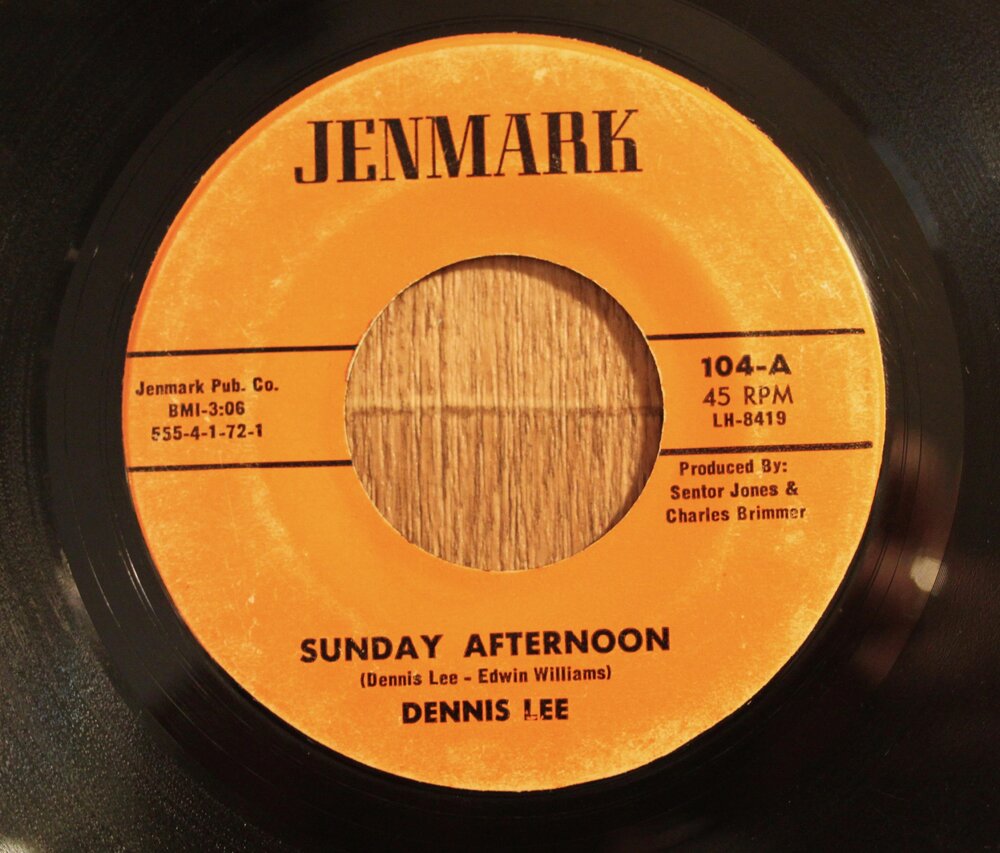 JENMARK
Jenmark Pub. Co.
BMI-3:06
555-4-1-72-1
104-A
45 RPM
LH-8419
Produced By:
Sentor Jones &
Charles Brimmer
SUNDAY AFTERNOON
(Dennis Lee - Edwin Williams)
DENNIS LEE